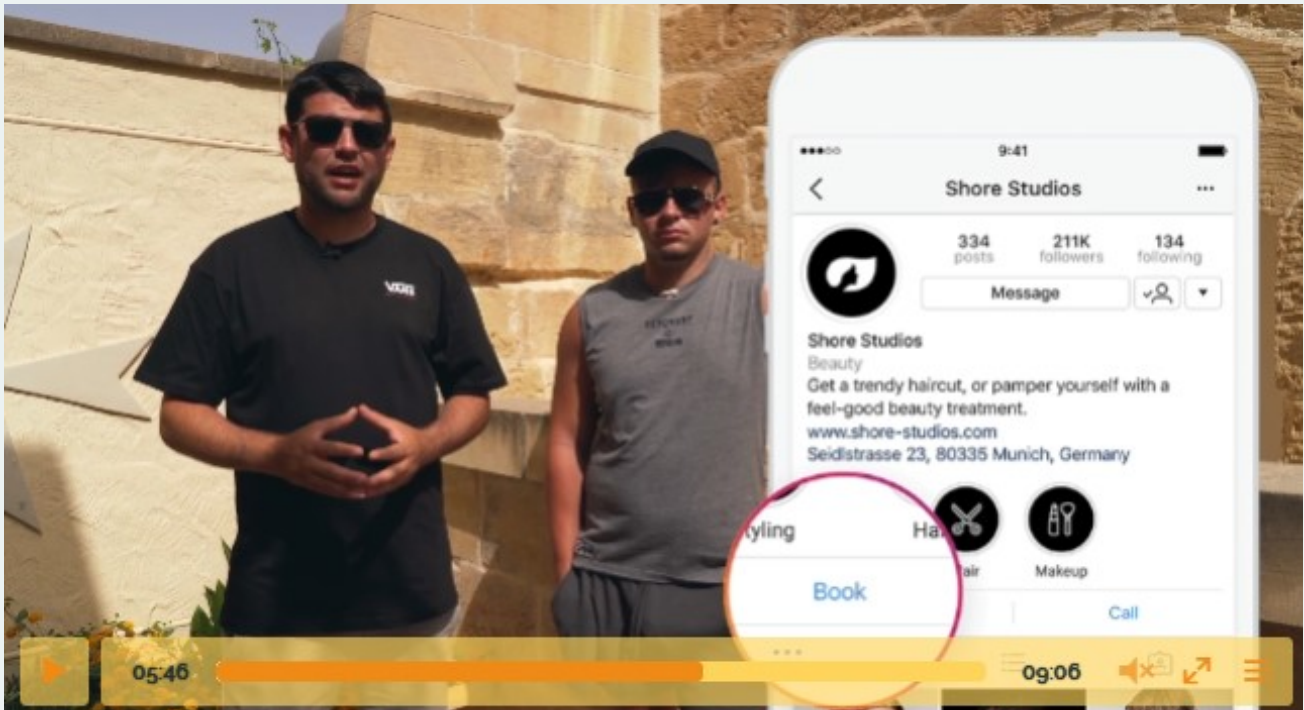 VANS
9:41
Shore Studios
334 211K 134
posts followers following
Message
Shore Studios
Beauty
Get a trendy haircut, or pamper yourself with a
feel-good beauty treatment.
www.shore-studios.com
Seidlstrasse 23, 80335 Munich, Germany
tyling Ha
air Makeup
Book
Call
05:46 09:06